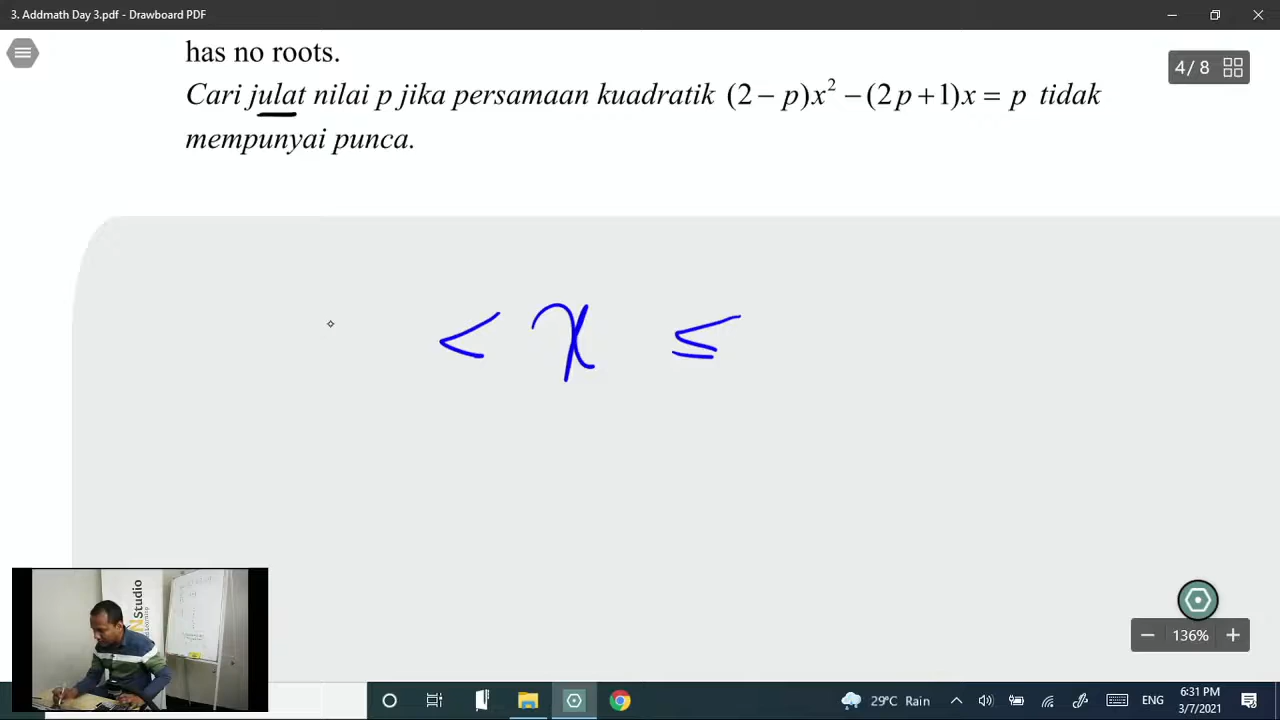 3. Addmath Day 3.pdf - Drawboard PDF
has no roots.
4 / 8
Cari julat nilai p jika persamaan kuadratik (2 − p)x² − (2p + 1)x = p tidak
mempunyai punca.
< x ≤
Studio
136%
29°C Rain
ENG
6:31 PM
3/7/2021